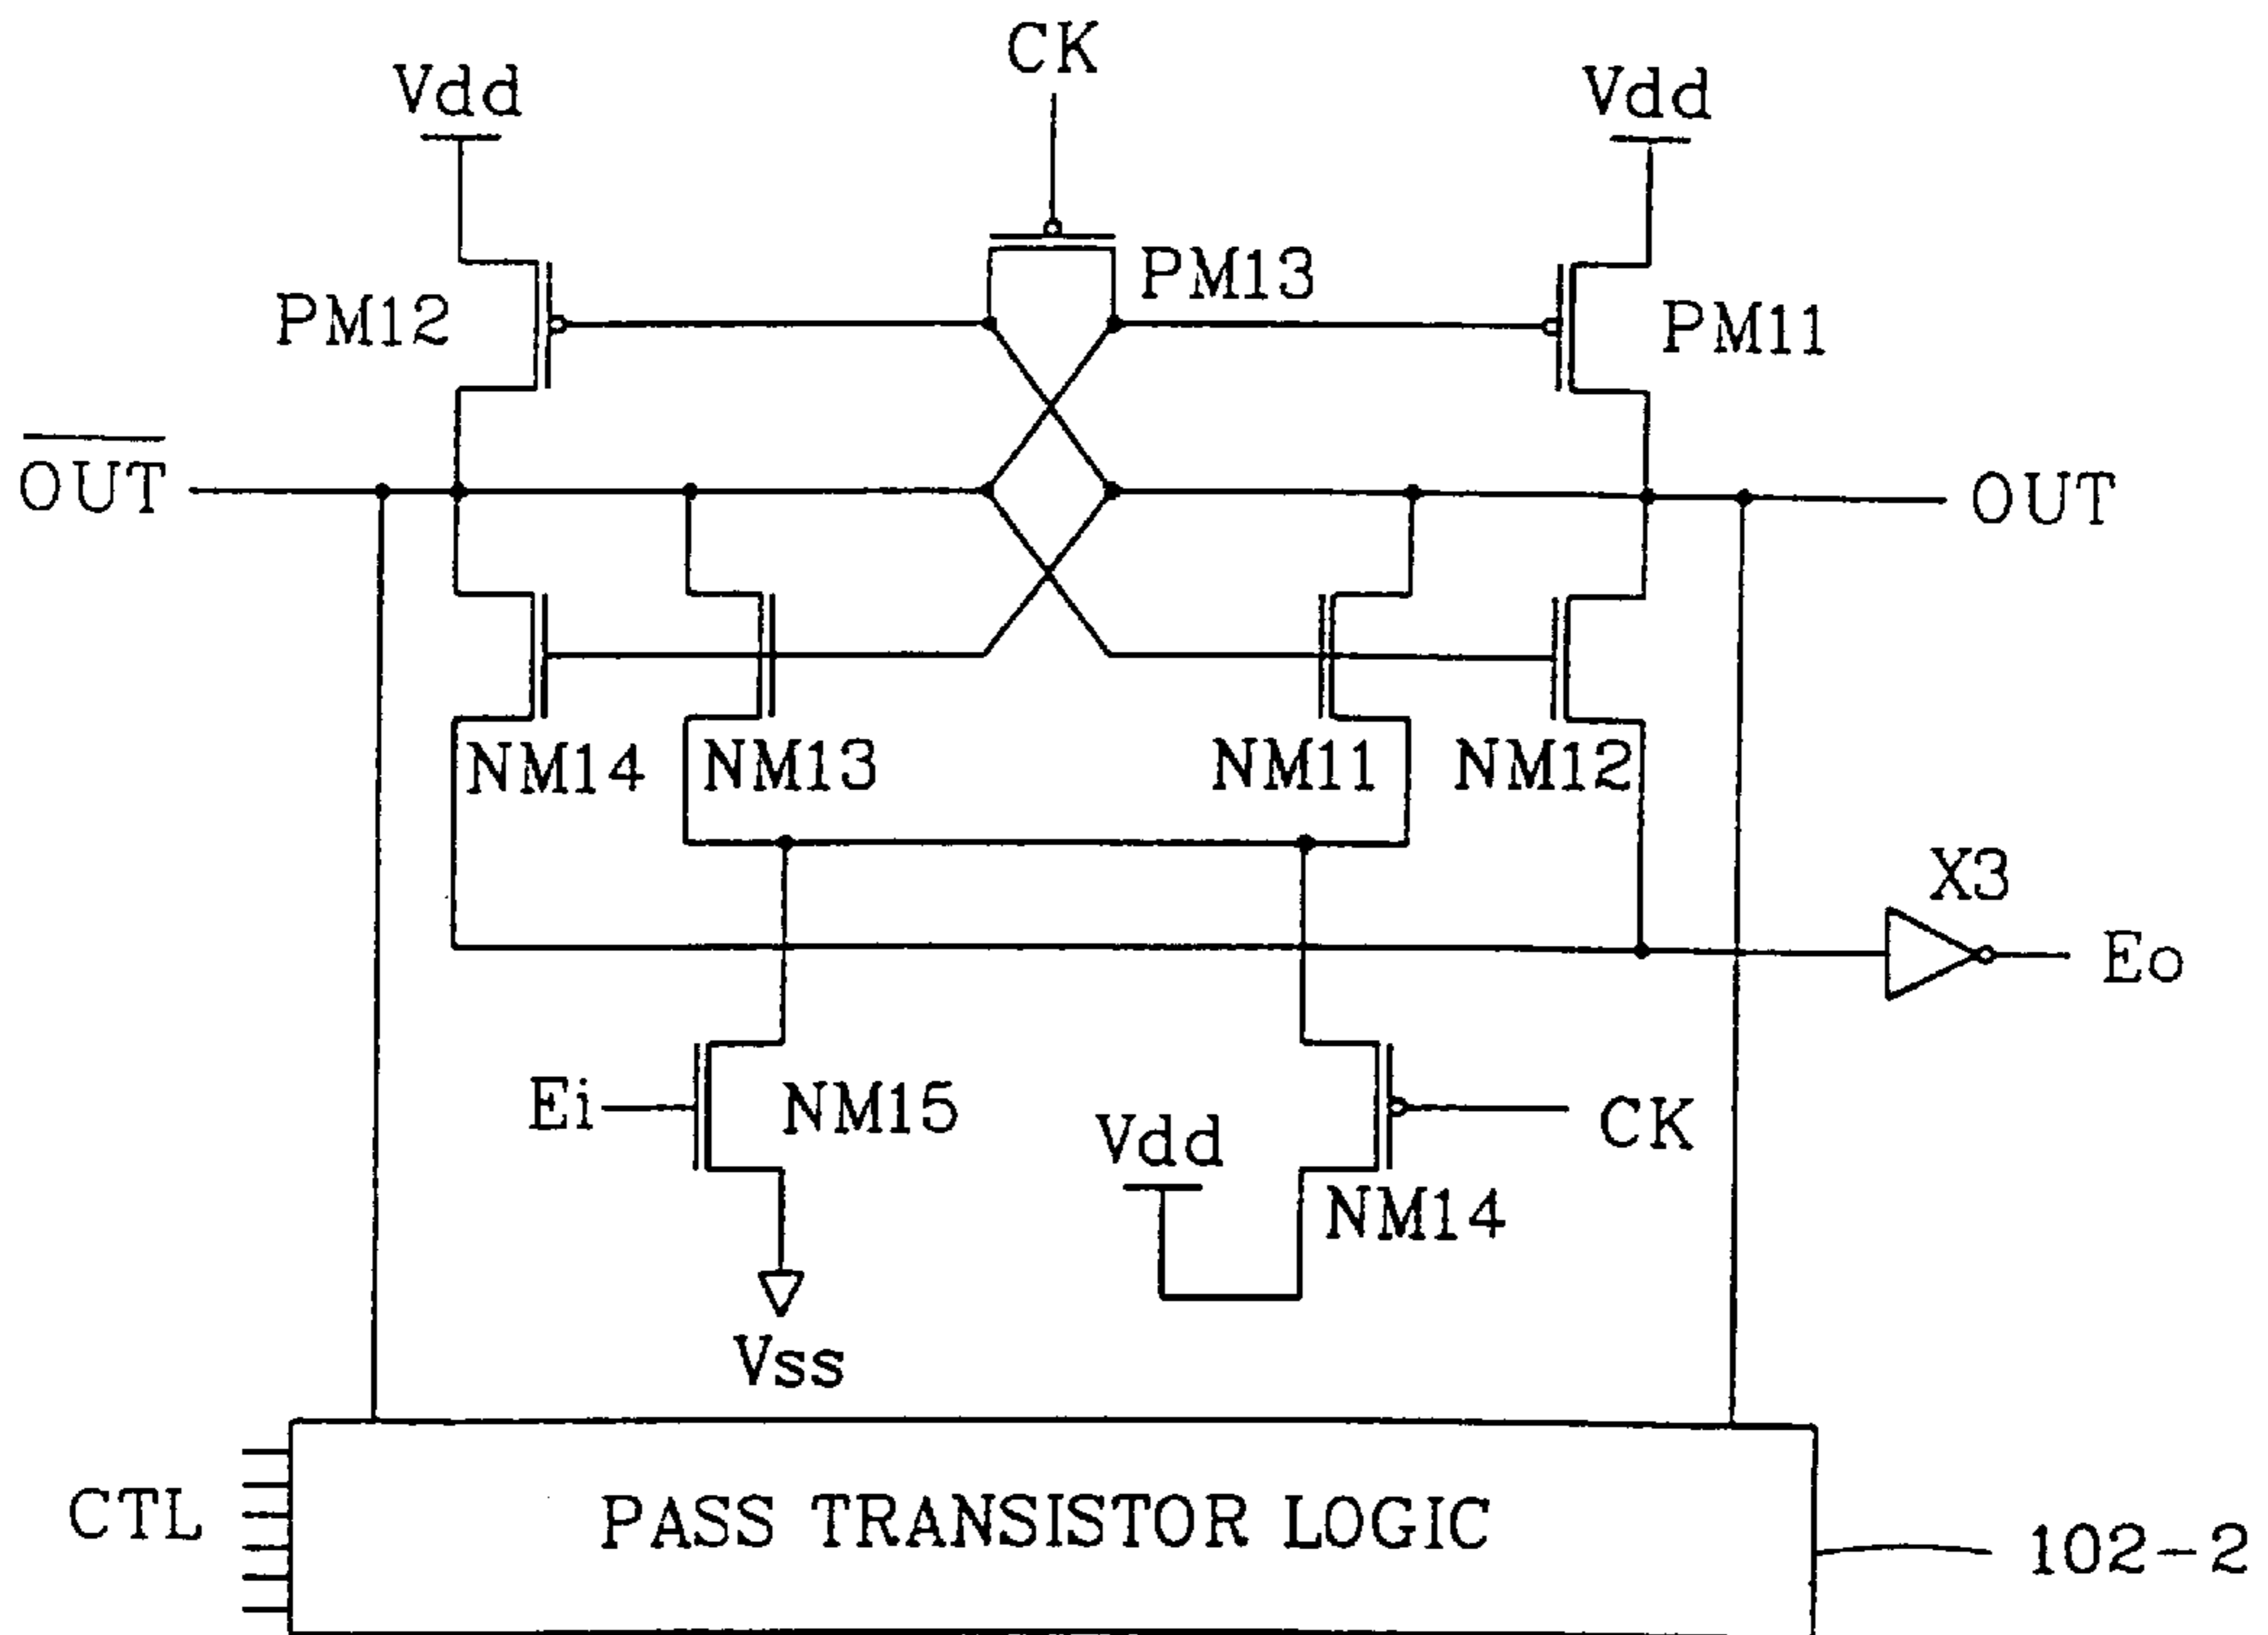 CK
Vdd
Vdd
PM13
PM12
PM11
OUT
OUT
NM14
NM13
NM11
NM12
X3
Eo
Ei
NM15
Vdd
CK
NM14
Vss
CTL
PASS TRANSISTOR LOGIC
102-2